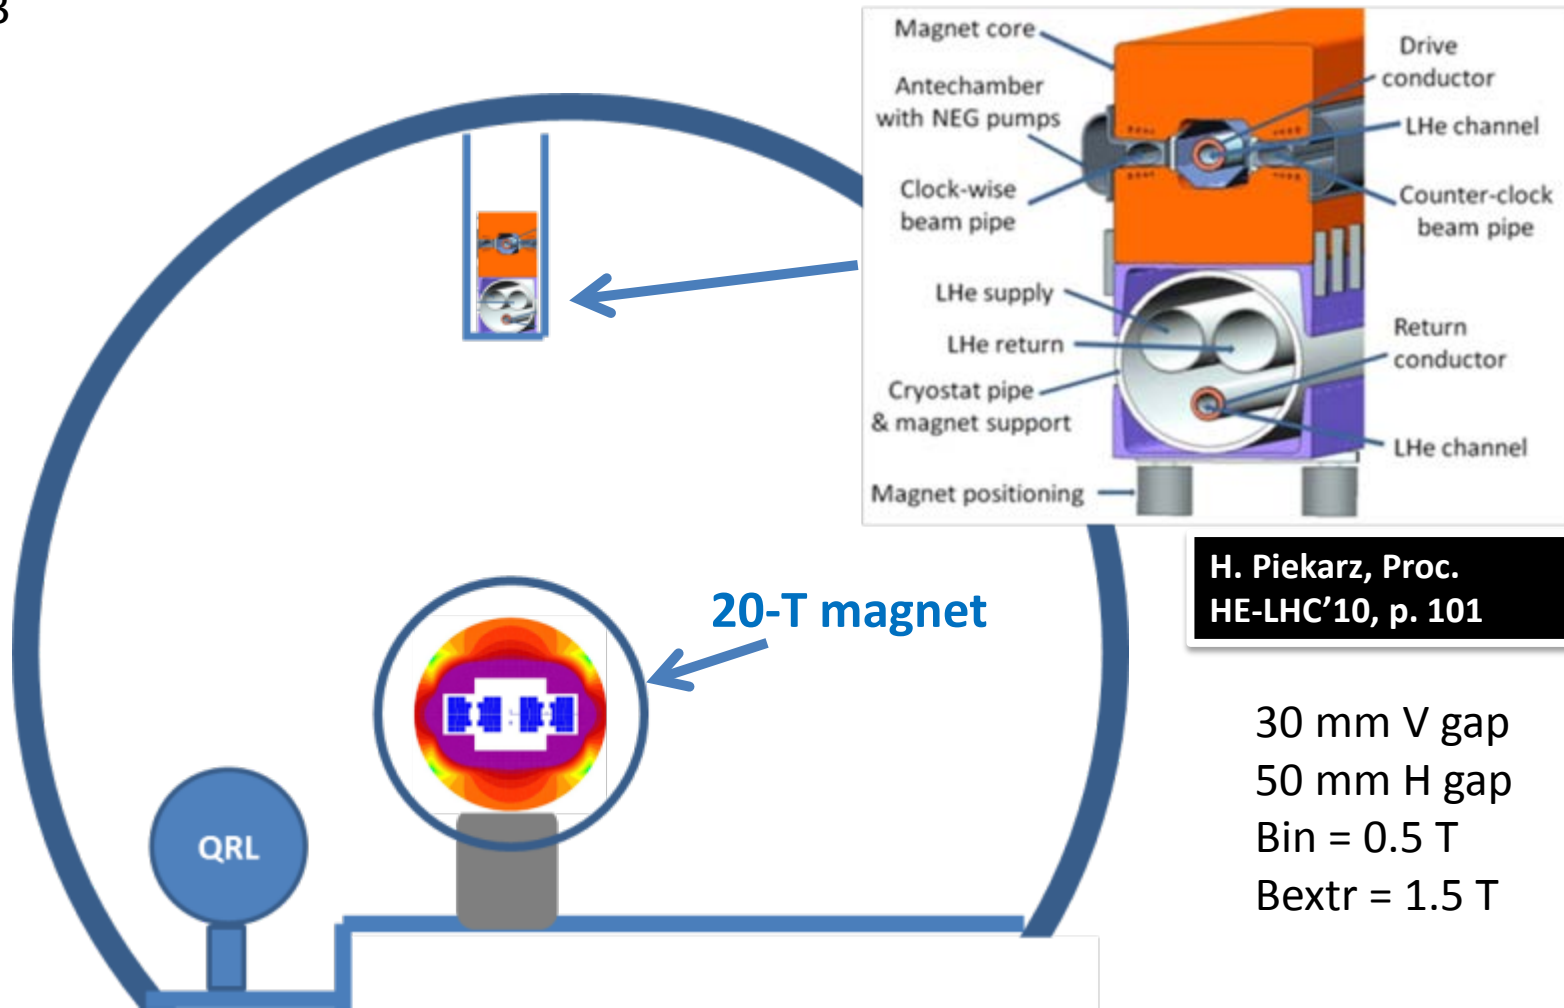 Magnet core
Antechamber
with NEG pumps
Clock-wise
beam pipe
LHe supply
LHe return
Cryostat pipe
& magnet support
Magnet positioning
Drive
conductor
LHe channel
Counter-clock
beam pipe
Return
conductor
LHe channel
H. Piekarz, Proc.
HE-LHC’10, p. 101
20-T magnet
30 mm V gap
50 mm H gap
Bin = 0.5 T
Bextr = 1.5 T
QRL